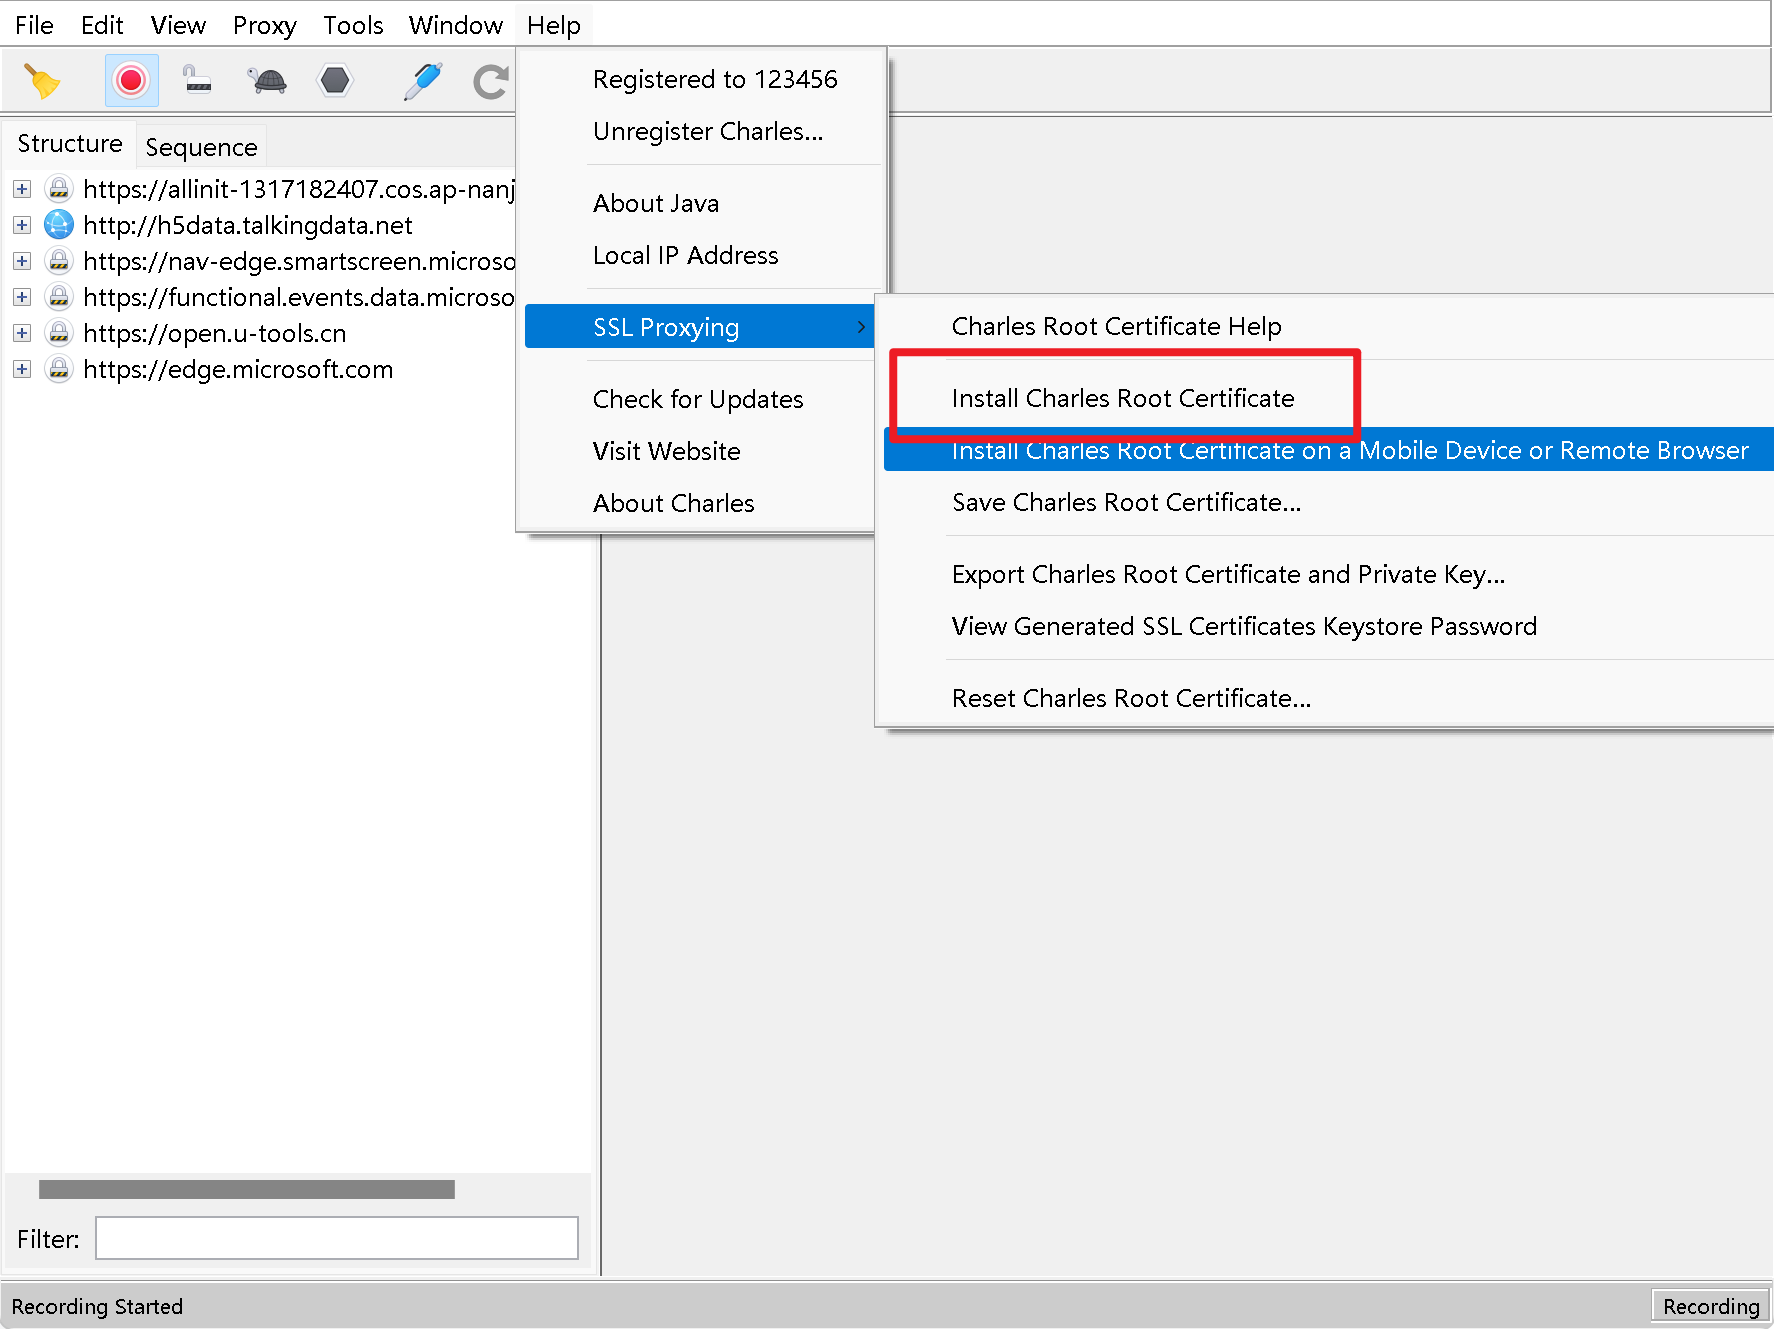 File Edit View Proxy Tools Window Help
Structure
Sequence
https://allinit-1317182407.cos.ap-nanj
http://h5data.talkingdata.net
https://nav-edge.smartscreen.microso
https://functional.events.data.microso
https://open.u-tools.cn
https://edge.microsoft.com
Registered to 123456
Unregister Charles...
About Java
Local IP Address
SSL Proxying
Check for Updates
Visit Website
About Charles
Charles Root Certificate Help
Install Charles Root Certificate
Install Charles Root Certificate on a Mobile Device or Remote Browser
Save Charles Root Certificate...
Export Charles Root Certificate and Private Key...
View Generated SSL Certificates Keystore Password
Reset Charles Root Certificate...
Filter:
Recording Started
Recording